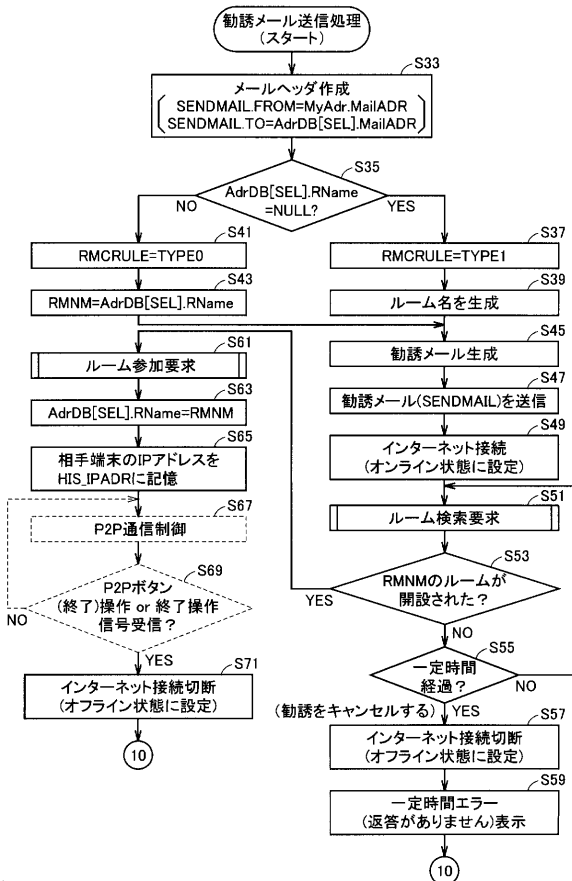 勧誘メール送信処理
(スタート)
S33
メールヘッダ作成
SENDMAIL.FROM=MyAdr.MailADR
SENDMAIL.TO=AdrDB[SEL].MailADR
S35
AdrDB[SEL].RName
=NULL?
NO
YES
S41
RMCRULE=TYPE0
S43
RMNM=AdrDB[SEL].RName
S37
RMCRULE=TYPE1
S39
ルーム名を生成
S45
勧誘メール生成
S47
勧誘メール(SENDMAIL)を送信
S49
インターネット接続
(オンライン状態に設定)
S51
ルーム検索要求
S53
RMNMのルームが
開設された?
YES
NO
S55
一定時間
経過?
NO
(勧誘をキャンセルする)
YES
S57
インターネット接続切断
(オフライン状態に設定)
S59
一定時間エラー
(返答がありません)表示
10
S61
ルーム参加要求
S63
AdrDB[SEL].RName=RMNM
S65
相手端末のIPアドレスを
HIS_IPADRに記憶
S67
P2P通信制御
S69
P2Pボタン
(終了)操作 or 終了操作
信号受信?
NO
YES
S71
インターネット接続切断
(オフライン状態に設定)
10